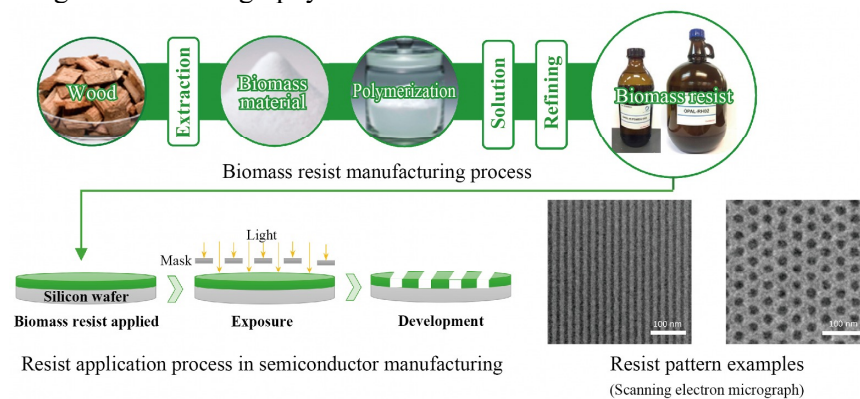 Wood
Extraction
Biomass
material
Polymerization
Solution
Refining
Biomass resist
Biomass resist manufacturing process
Light
Mask
Silicon wafer
Biomass resist applied
Exposure
Development
100 nm
100 nm
Resist application process in semiconductor manufacturing
Resist pattern examples
(Scanning electron micrograph)